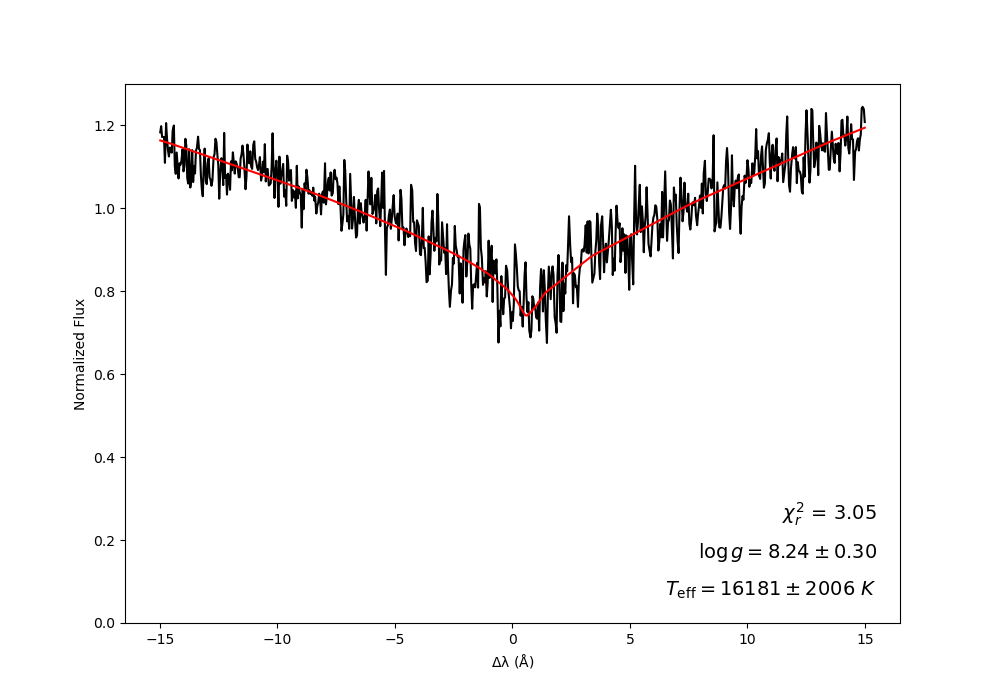 1.2
1.0
0.8
0.6
0.4
0.2
0.0
Normalized Flux
χ²ᵣ = 3.05
log g = 8.24 ± 0.30
T_eff = 16181 ± 2006 K
−15 −10 −5 0 5 10 15
Δλ (Å)